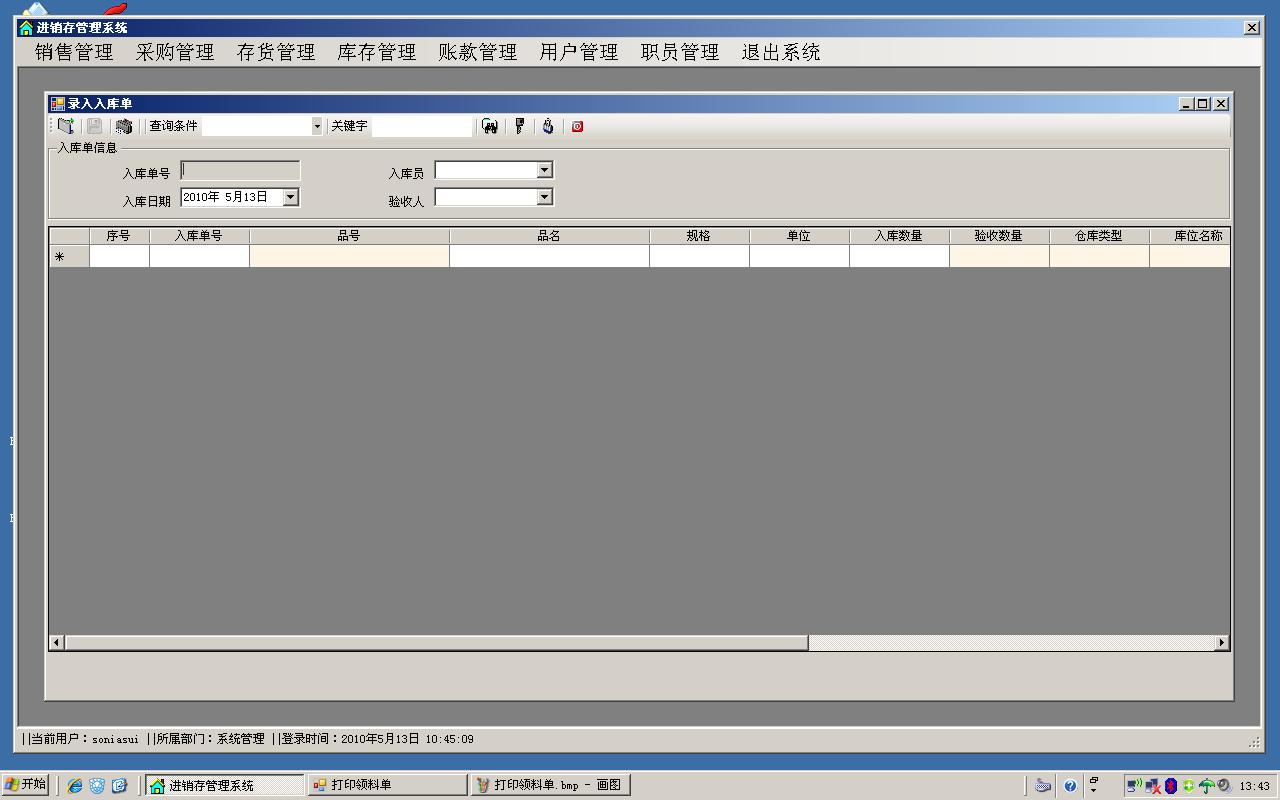 进销存管理系统
销售管理 采购管理 存货管理 库存管理 账款管理 用户管理 职员管理 退出系统
录入入库单
查询条件 关键字
入库单信息
入库单号 入库员
入库日期 2010年 5月13日 验收人
序号 入库单号 品号 品名 规格 单位 入库数量 验收数量 仓库类型 库位名称
*
||当前用户：soniasui ||所属部门：系统管理 ||登录时间：2010年5月13日 10:45:09
开始 进销存管理系统 打印领料单 打印领料单.bmp - 画图 13:43